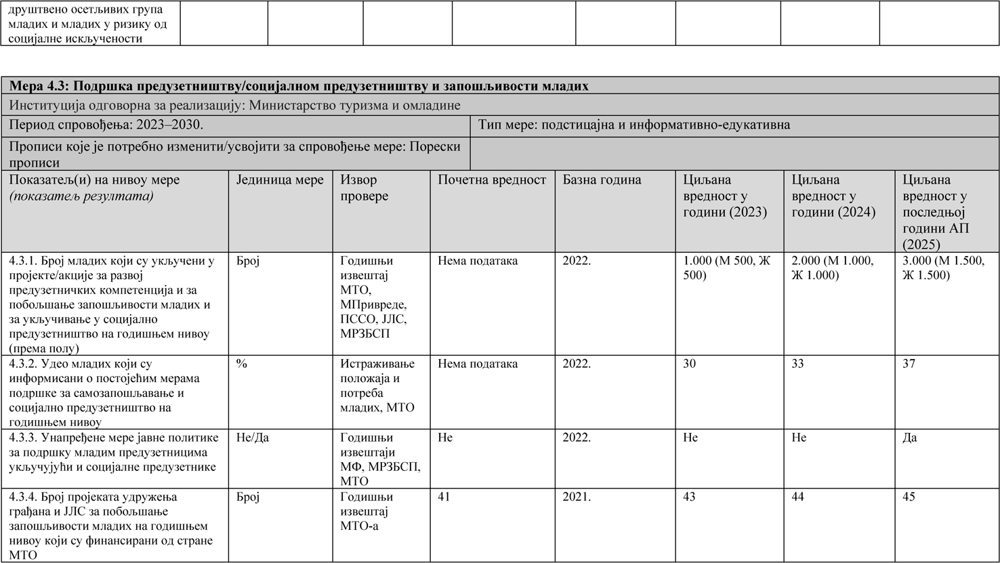 друштвено осетљивих група
младих и младих у ризику од
социјалне искључености
Мера 4.3: Подршка предузетништву/социјалном предузетништву и запошљивости младих
Институција одговорна за реализацију: Министарство туризма и омладине
Период спровођења: 2023–2030.
Тип мере: подстицајна и информативно-едукативна
Прописи које је потребно изменити/усвојити за спровођење мере: Порески
прописи
Показатељ(и) на нивоу мере
(показатељ резултата)
Јединица мере
Извор
провере
Почетна вредност
Базна година
Циљана
вредност у
години (2023)
Циљана
вредност у
години (2024)
Циљана
вредност у
последњој
години АП
(2025)
4.3.1. Број младих који су укључени у
пројекте/акције за развој
предузетничких компетенција и за
побољшање запошљивости младих и
за укључивање у социјално
предузетништво на годишњем нивоу
(према полу)
Број
Годишњи
извештај
МТО,
МПривреде,
ПССО, ЈЛС,
МРЗБСП
Нема података
2022.
1.000 (М 500, Ж
500)
2.000 (М 1.000,
Ж 1.000)
3.000 (М 1.500,
Ж 1.500)
4.3.2. Удео младих који су
информисани о постојећим мерама
подршке за самозапошљавање и
социјално предузетништво на
годишњем нивоу
%
Истраживање
положаја и
потреба
младих, МТО
Нема података
2022.
30
33
37
4.3.3. Унапређене мере јавне политике
за подршку младим предузетницима
укључујући и социјалне предузетнике
Не/Да
Годишњи
извештаји
МФ, МРЗБСП,
МТО
Не
2022.
Не
Не
Да
4.3.4. Број пројеката удружења
грађана и ЈЛС за побољшање
запошљивости младих на годишњем
нивоу који су финансирани од стране
МТО
Број
Годишњи
извештај
МТО-а
41
2021.
43
44
45